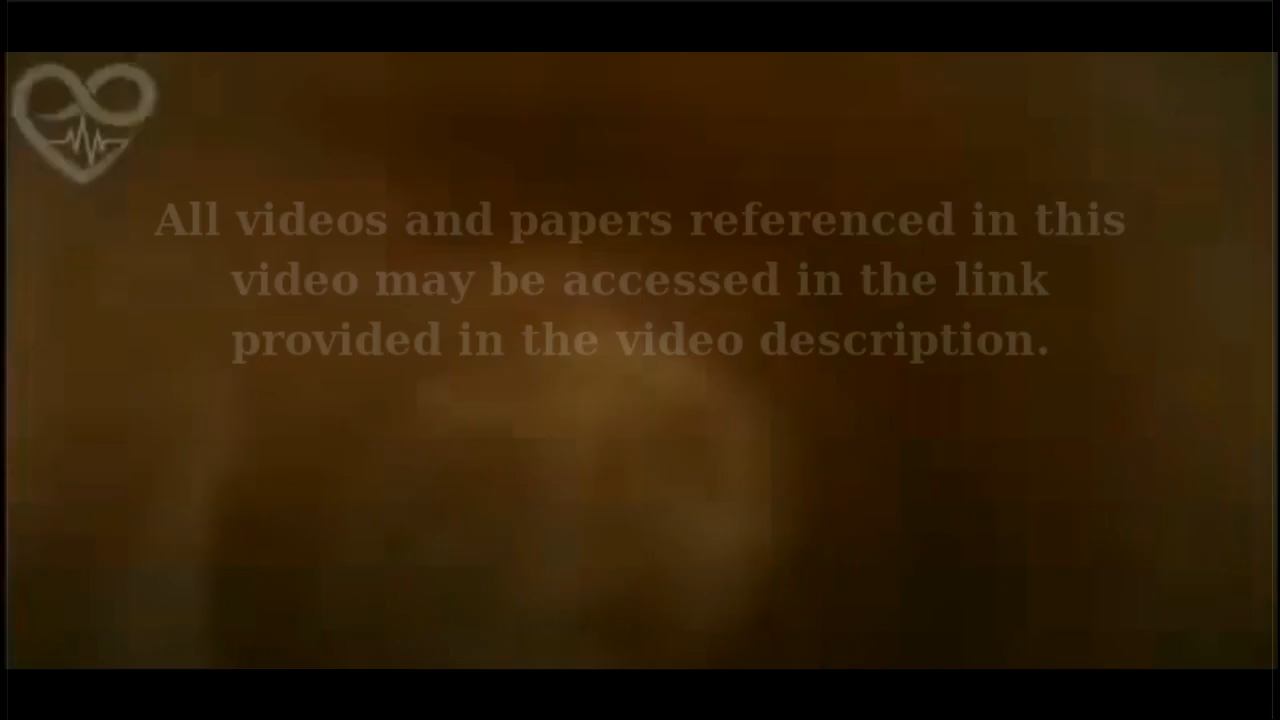 All videos and papers referenced in this
video may be accessed in the link
provided in the video description.